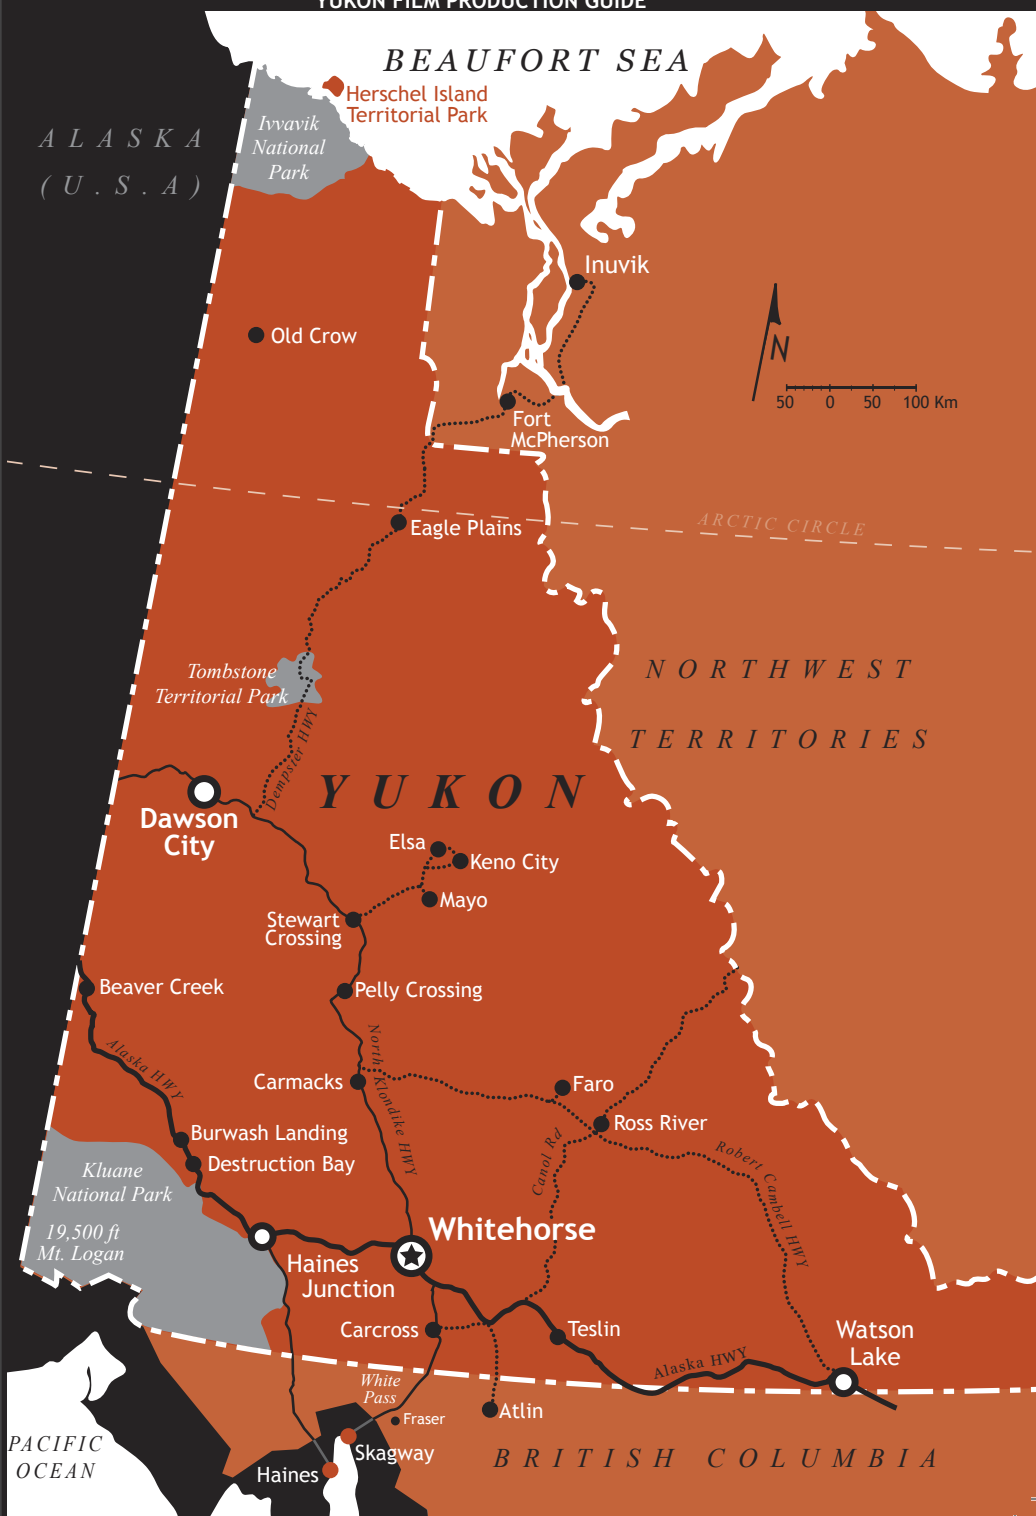 YUKON FILM PRODUCTION GUIDE
BEAUFORT SEA
Herschel Island
Territorial Park
Ivvavik
National
Park
ALASKA
(U.S.A)
Inuvik
Old Crow
N
50 0 50 100 Km
Fort
McPherson
ARCTIC CIRCLE
Eagle Plains
NORTHWEST
TERRITORIES
Tombstone
Territorial Park
Dempster HWY
YUKON
Dawson
City
Elsa
Keno City
Mayo
Stewart
Crossing
Beaver Creek
Pelly Crossing
Alaska HWY
North Klondike HWY
Carmacks
Faro
Ross River
Burwash Landing
Destruction Bay
Canol Rd
Robert Cambell HWY
Kluane
National Park
19,500 ft
Mt. Logan
Whitehorse
Haines
Junction
Carcross
Teslin
Watson
Lake
Alaska HWY
White
Pass
Fraser
Atlin
Skagway
Haines
PACIFIC
OCEAN
BRITISH COLUMBIA